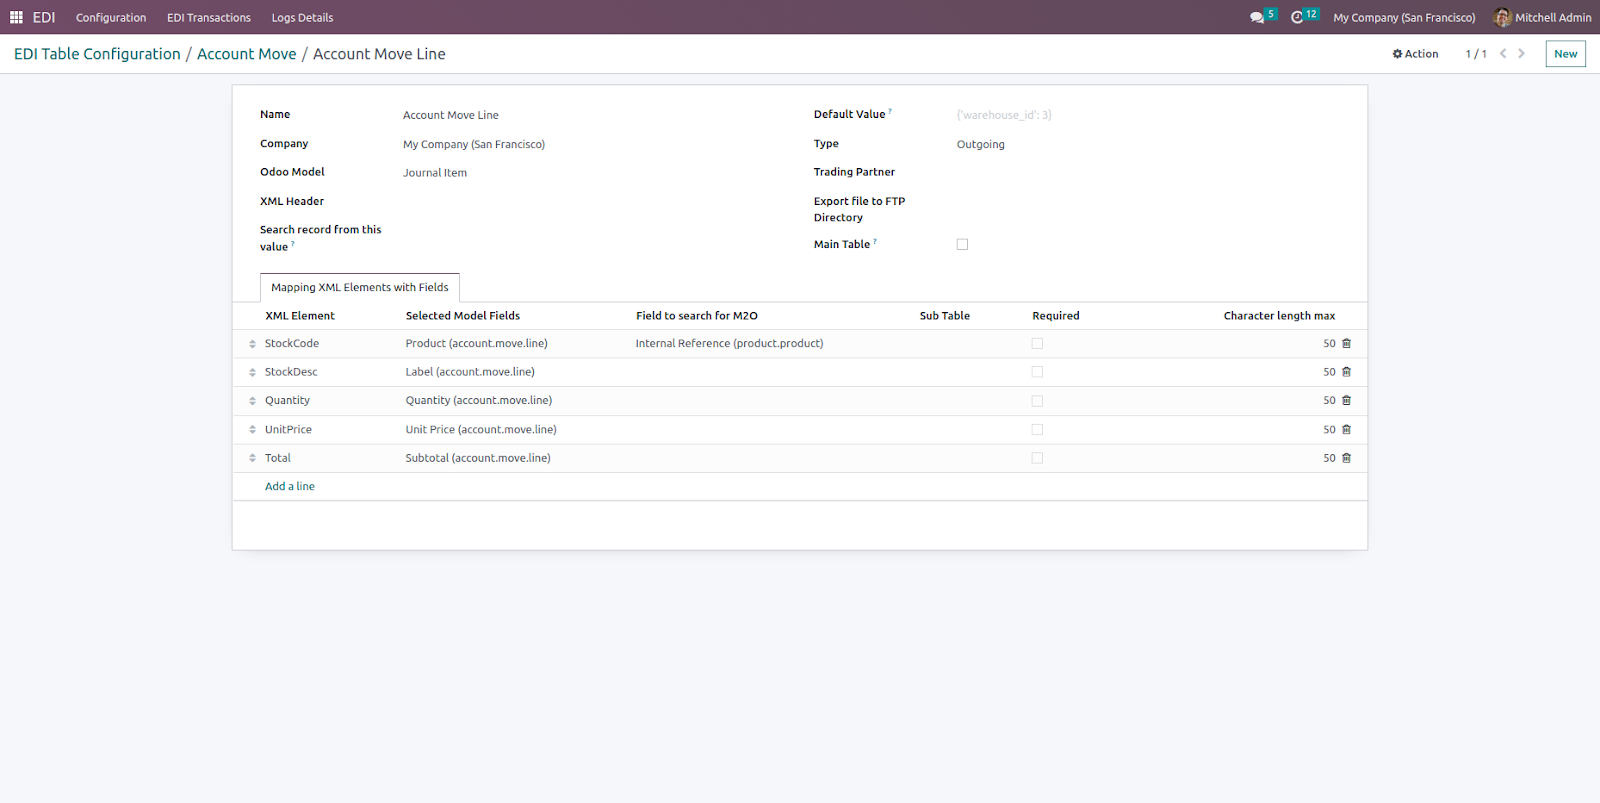 EDI Configuration EDI Transactions Logs Details 5 12 My Company (San Francisco) Mitchell Admin
EDI Table Configuration / Account Move / Account Move Line Action 1 / 1 New
Name Account Move Line
Company My Company (San Francisco)
Odoo Model Journal Item
XML Header
Search record from this
value ?
Default Value ? {'warehouse_id': 3}
Type Outgoing
Trading Partner
Export file to FTP
Directory
Main Table ?
Mapping XML Elements with Fields
XML Element Selected Model Fields Field to search for M2O Sub Table Required Character length max
StockCode Product (account.move.line) Internal Reference (product.product) 50
StockDesc Label (account.move.line) 50
Quantity Quantity (account.move.line) 50
UnitPrice Unit Price (account.move.line) 50
Total Subtotal (account.move.line) 50
Add a line